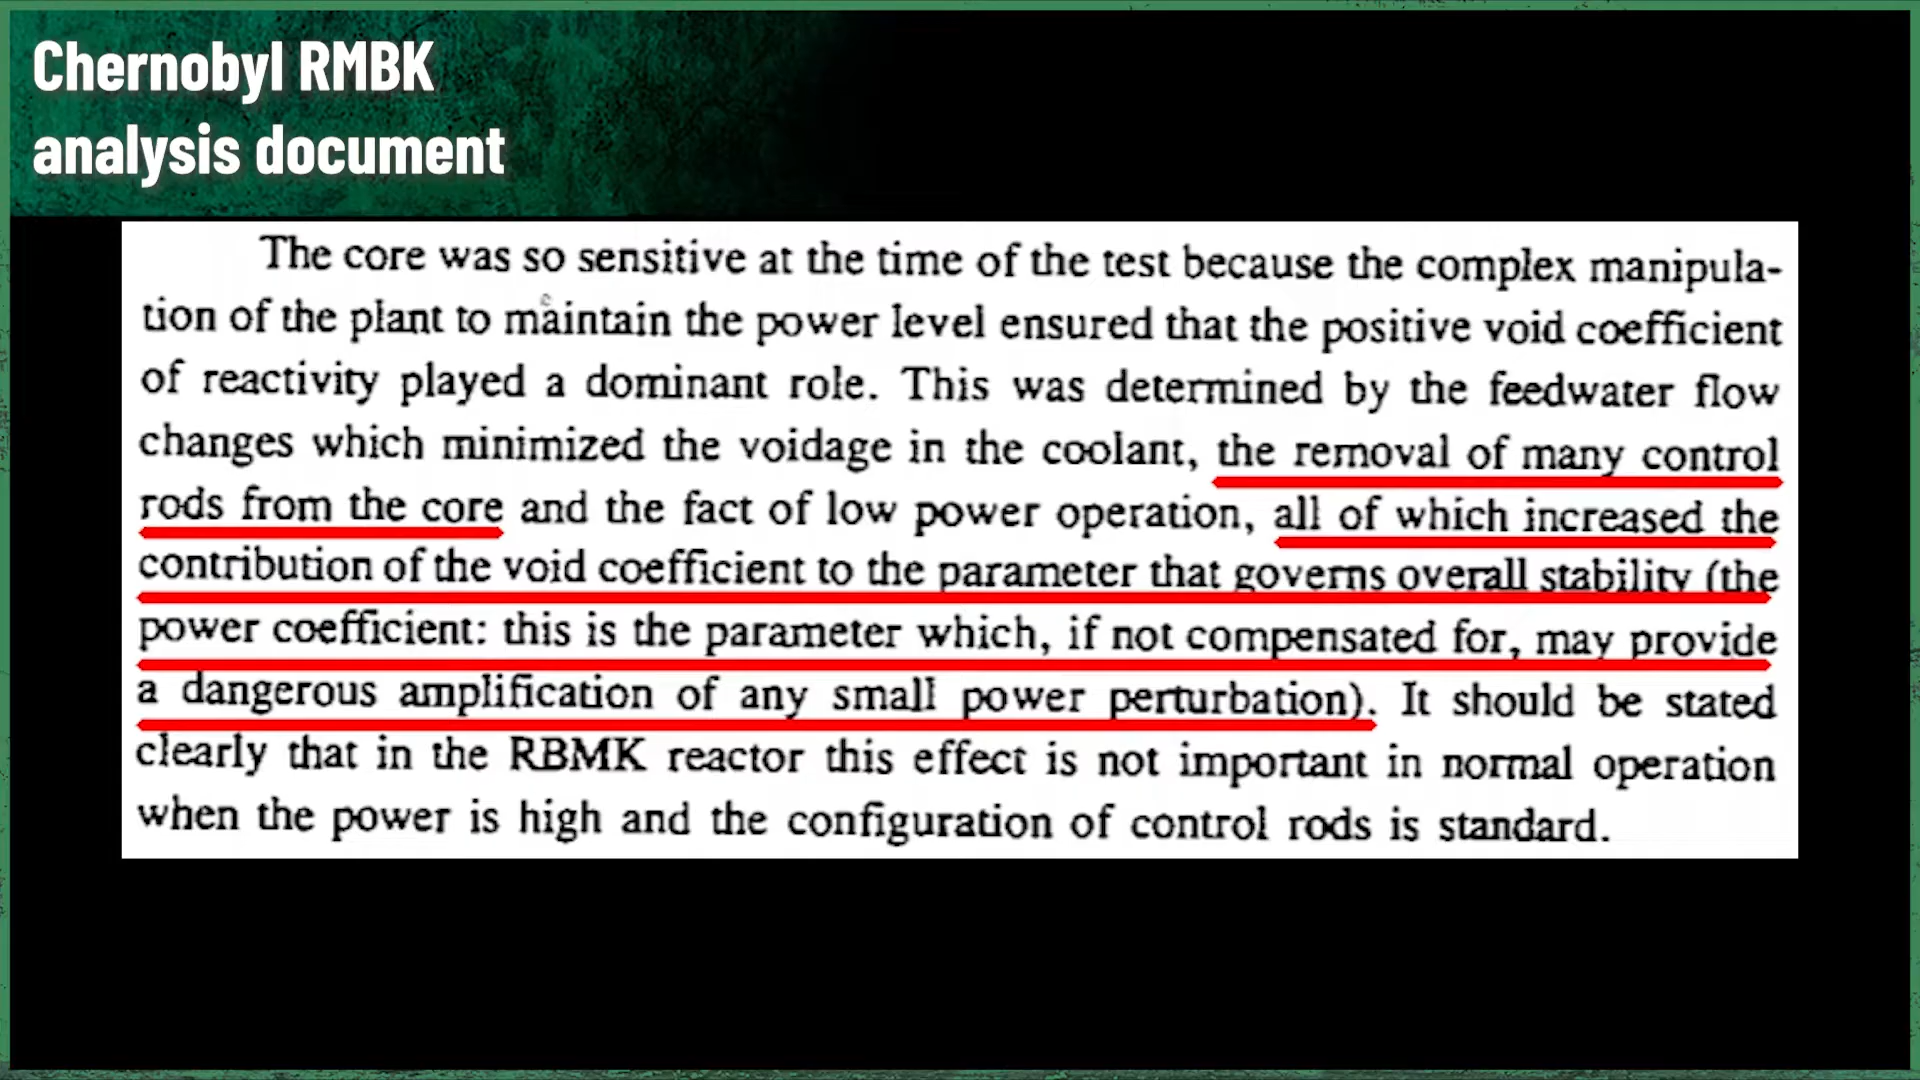 Chernobyl RMBK
analysis document
The core was so sensitive at the time of the test because the complex manipula-
tion of the plant to maintain the power level ensured that the positive void coefficient
of reactivity played a dominant role. This was determined by the feedwater flow
changes which minimized the voidage in the coolant, the removal of many control
rods from the core and the fact of low power operation, all of which increased the
contribution of the void coefficient to the parameter that governs overall stability (the
power coefficient: this is the parameter which, if not compensated for, may provide
a dangerous amplification of any small power perturbation). It should be stated
clearly that in the RBMK reactor this effect is not important in normal operation
when the power is high and the configuration of control rods is standard.